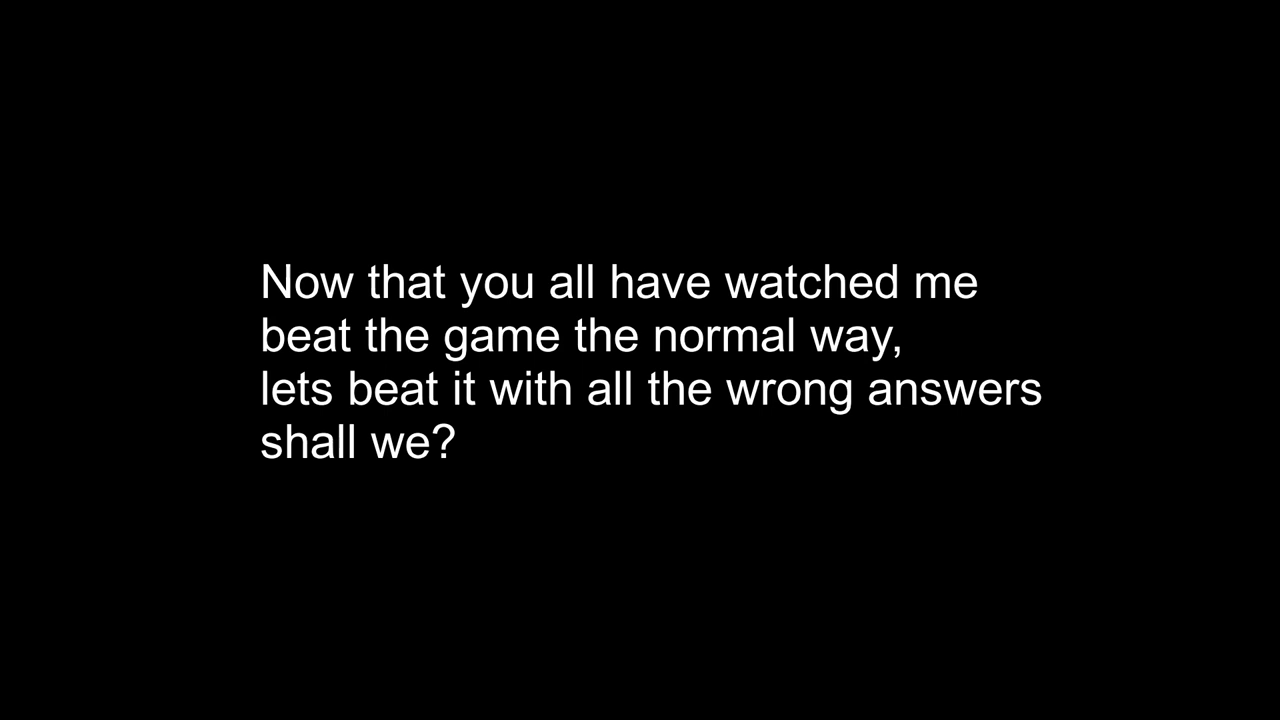 Now that you all have watched me
beat the game the normal way,
lets beat it with all the wrong answers
shall we?